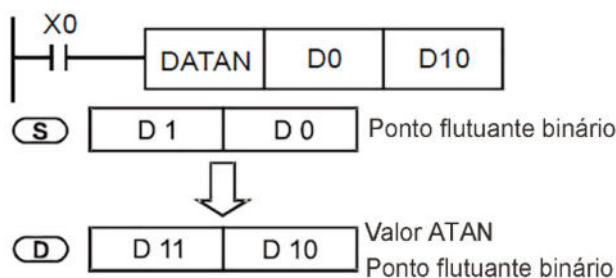 X0
DATAN D0 D10
S D 1 D 0 Ponto flutuante binário
D D 11 D 10 Valor ATAN
Ponto flutuante binário